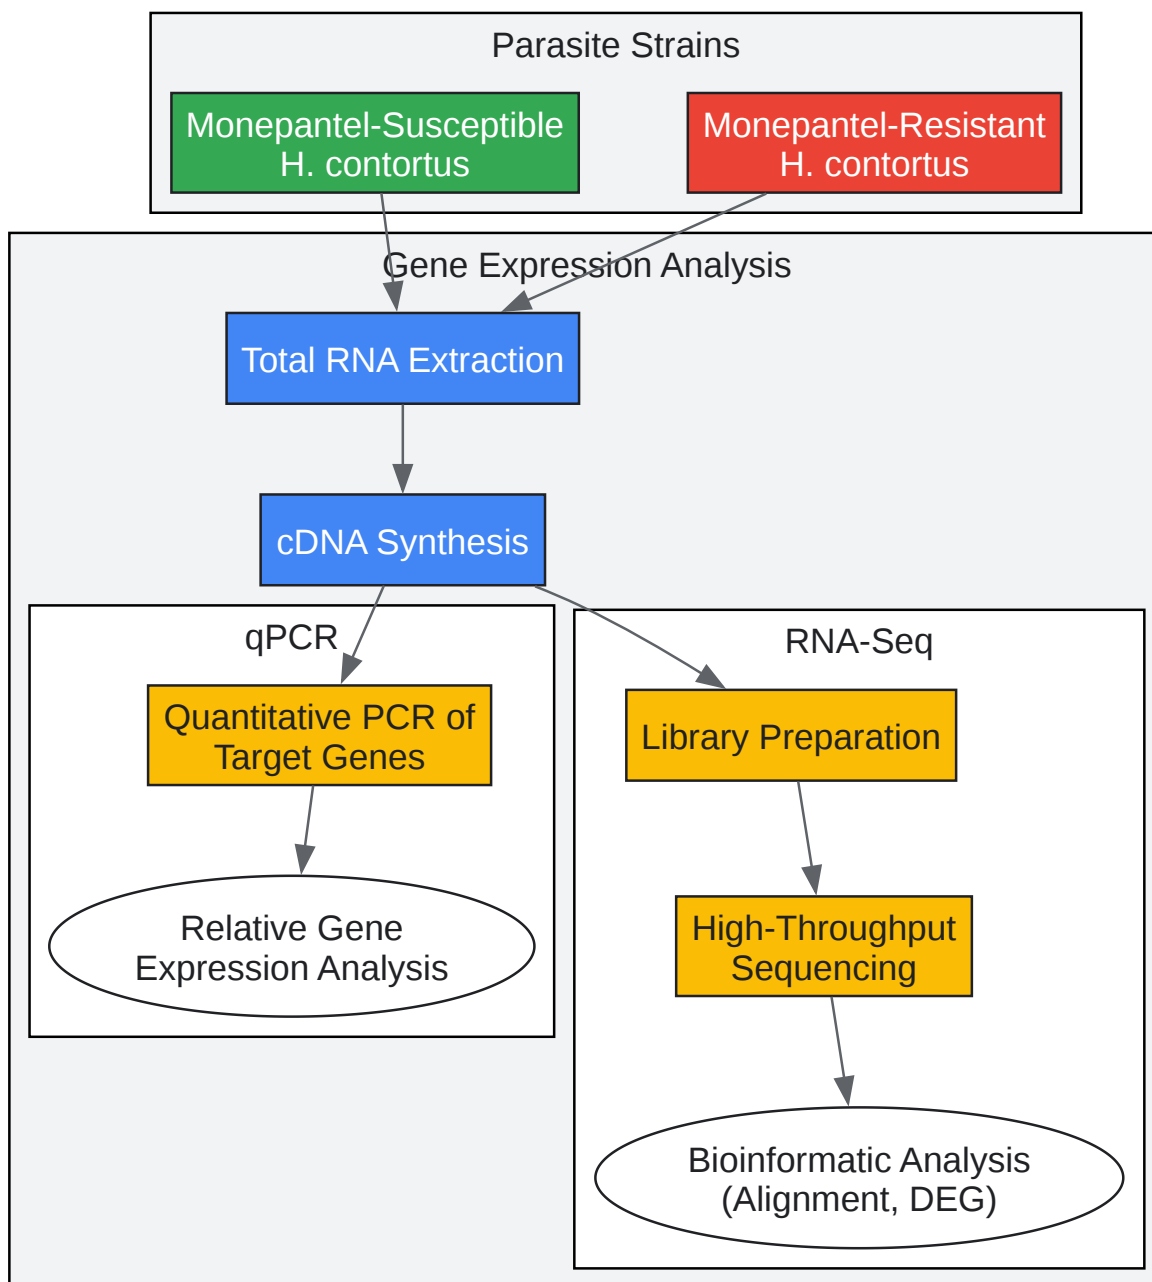 Parasite Strains
Monepantel-Susceptible
H. contortus
Monepantel-Resistant
H. contortus
Gene Expression Analysis
Total RNA Extraction
cDNA Synthesis
qPCR
Quantitative PCR of
Target Genes
Relative Gene
Expression Analysis
RNA-Seq
Library Preparation
High-Throughput
Sequencing
Bioinformatic Analysis
(Alignment, DEG)